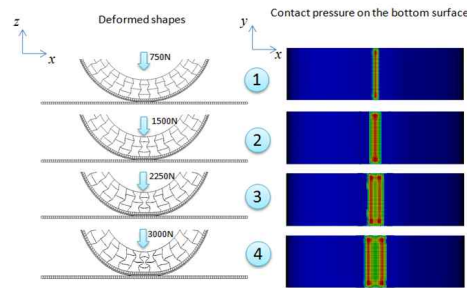 Deformed shapes
Contact pressure on the bottom surface
z
x
y
x
750N
1
1500N
2
2250N
3
3000N
4